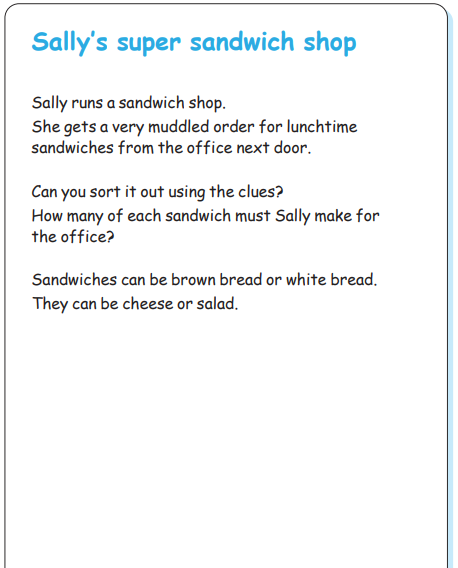 Sally's super sandwich shop
Sally runs a sandwich shop.
She gets a very muddled order for lunchtime
sandwiches from the office next door.
Can you sort it out using the clues?
How many of each sandwich must Sally make for
the office?
Sandwiches can be brown bread or white bread.
They can be cheese or salad.